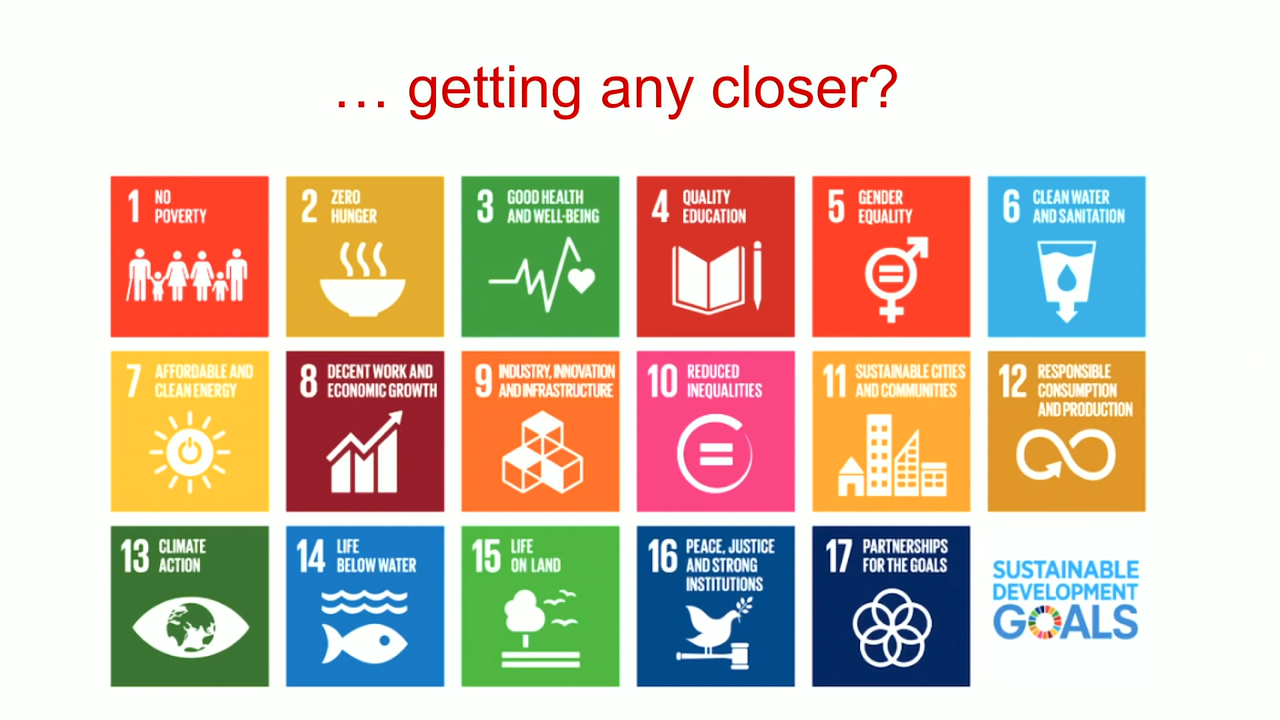 … getting any closer?
1 NO
POVERTY
2 ZERO
HUNGER
3 GOOD HEALTH
AND WELL-BEING
4 QUALITY
EDUCATION
5 GENDER
EQUALITY
6 CLEAN WATER
AND SANITATION
7 AFFORDABLE AND
CLEAN ENERGY
8 DECENT WORK AND
ECONOMIC GROWTH
9 INDUSTRY, INNOVATION
AND INFRASTRUCTURE
10 REDUCED
INEQUALITIES
11 SUSTAINABLE CITIES
AND COMMUNITIES
12 RESPONSIBLE
CONSUMPTION
AND PRODUCTION
13 CLIMATE
ACTION
14 LIFE
BELOW WATER
15 LIFE
ON LAND
16 PEACE, JUSTICE
AND STRONG
INSTITUTIONS
17 PARTNERSHIPS
FOR THE GOALS
SUSTAINABLE
DEVELOPMENT
GOALS